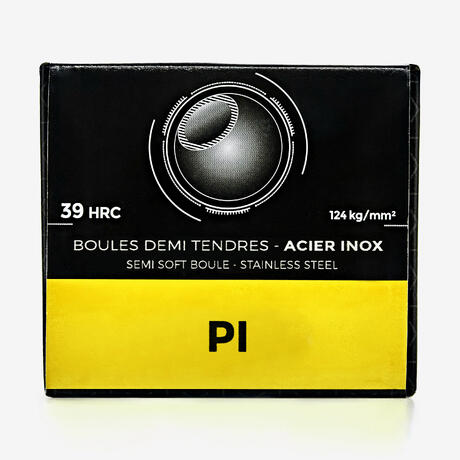 39 HRC
124 kg/mm²
BOULES DEMI TENDRES - ACIER INOX
SEMI SOFT BOULE - STAINLESS STEEL
PI